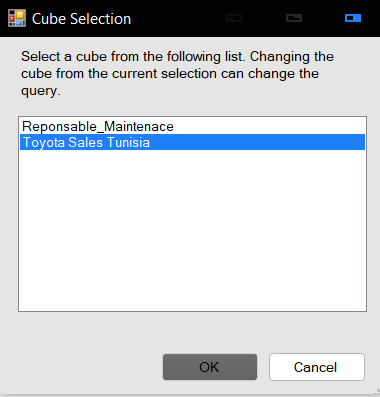 Cube Selection
Select a cube from the following list. Changing the
cube from the current selection can change the
query.
Reponsable_Maintenace
Toyota Sales Tunisia
OK
Cancel